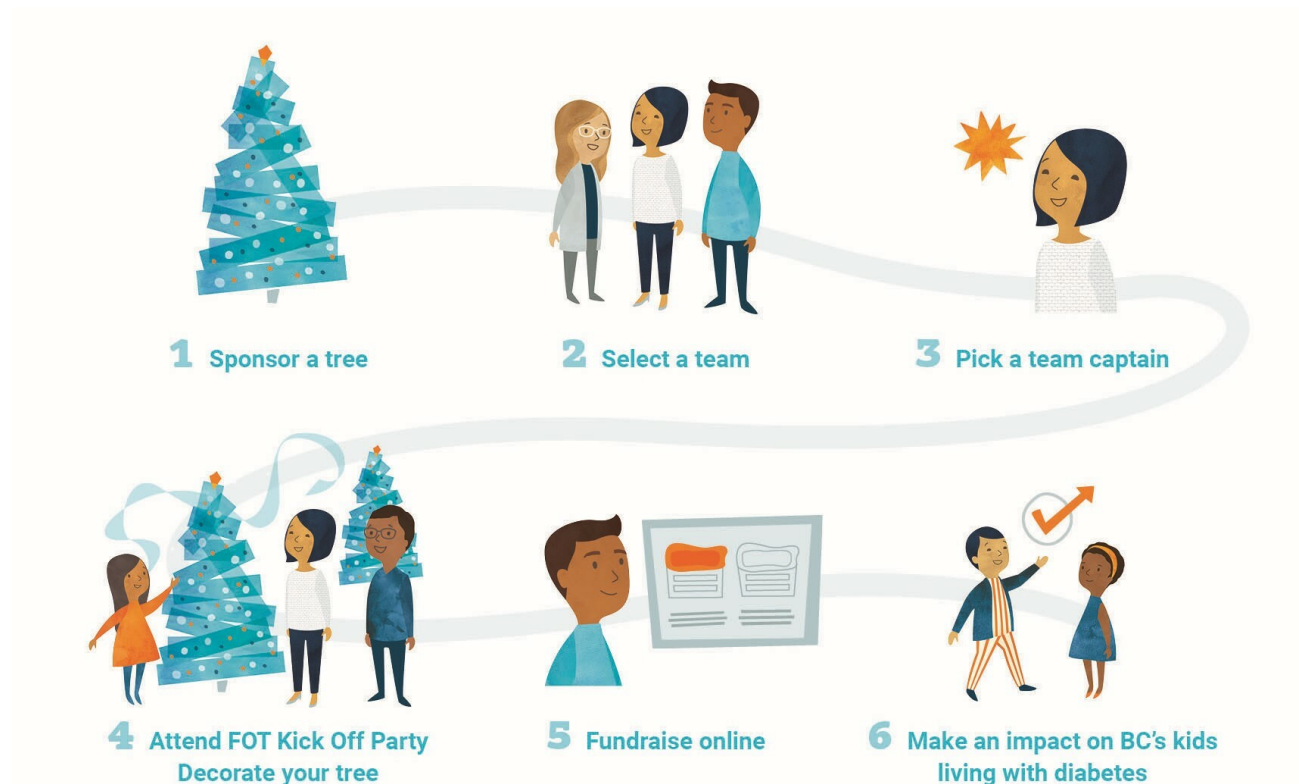 1 Sponsor a tree
2 Select a team
3 Pick a team captain
4 Attend FOT Kick Off Party
Decorate your tree
5 Fundraise online
6 Make an impact on BC's kids
living with diabetes